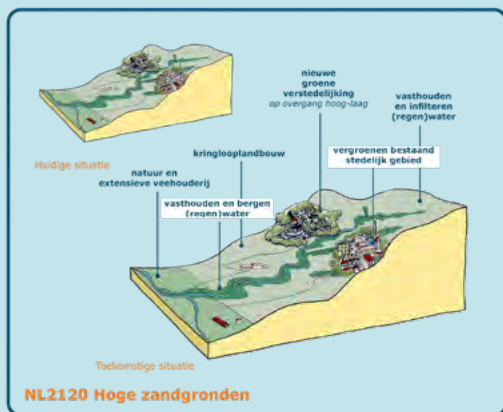 nieuwe
groene
verstedelijking
op overgang hoog-laag
vasthouden
en infilteren
(regen)water
kringlooplandbouw
vergroenen bestaand
stedelijk gebied
Huidige situatie
natuur en
extensieve veehouderij
vasthouden en bergen
(regen)water
Toekomstige situatie
NL2120 Hoge zandgronden